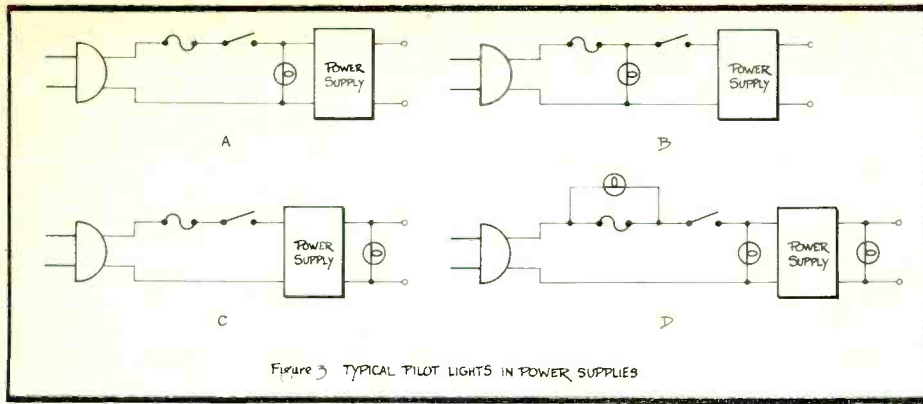 POWER SUPPLY
A
POWER SUPPLY
B
POWER SUPPLY
C
POWER SUPPLY
D
Figure 3 TYPICAL PILOT LIGHTS IN POWER SUPPLIES